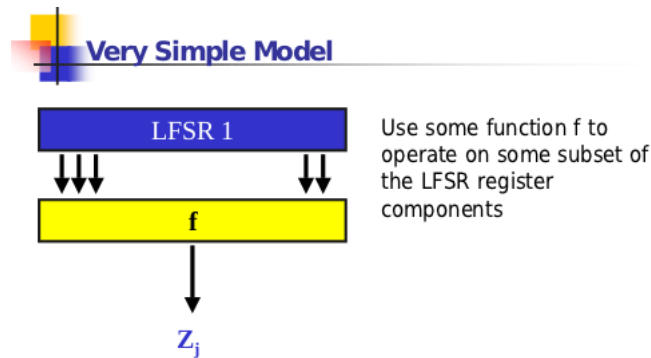 Very Simple Model
LFSR 1
Use some function f to
operate on some subset of
the LFSR register
components
f
Zj